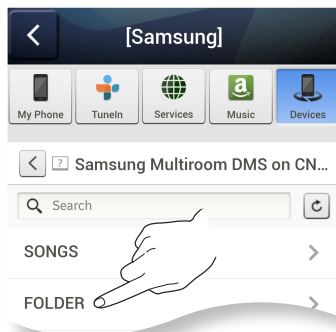 [Samsung]
My Phone TuneIn Services Music Devices
Samsung Multiroom DMS on CN...
Search
SONGS
FOLDER